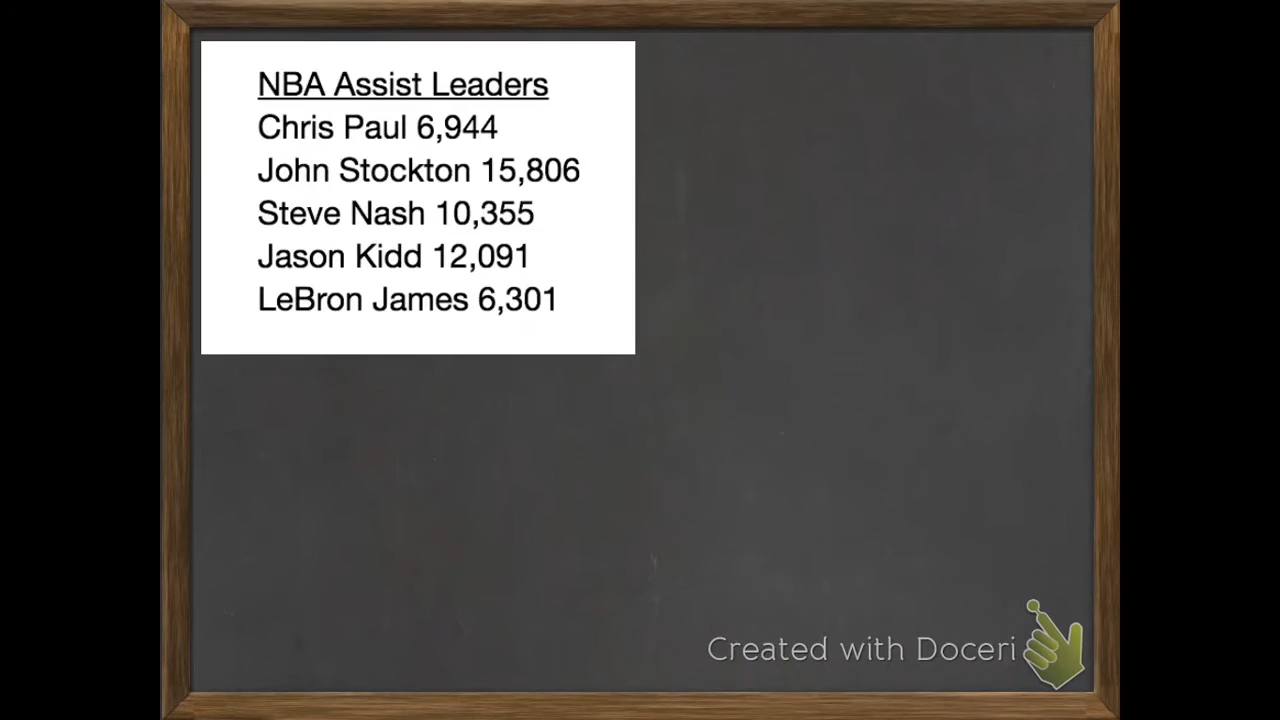 NBA Assist Leaders
Chris Paul 6,944
John Stockton 15,806
Steve Nash 10,355
Jason Kidd 12,091
LeBron James 6,301
Created with Doceri